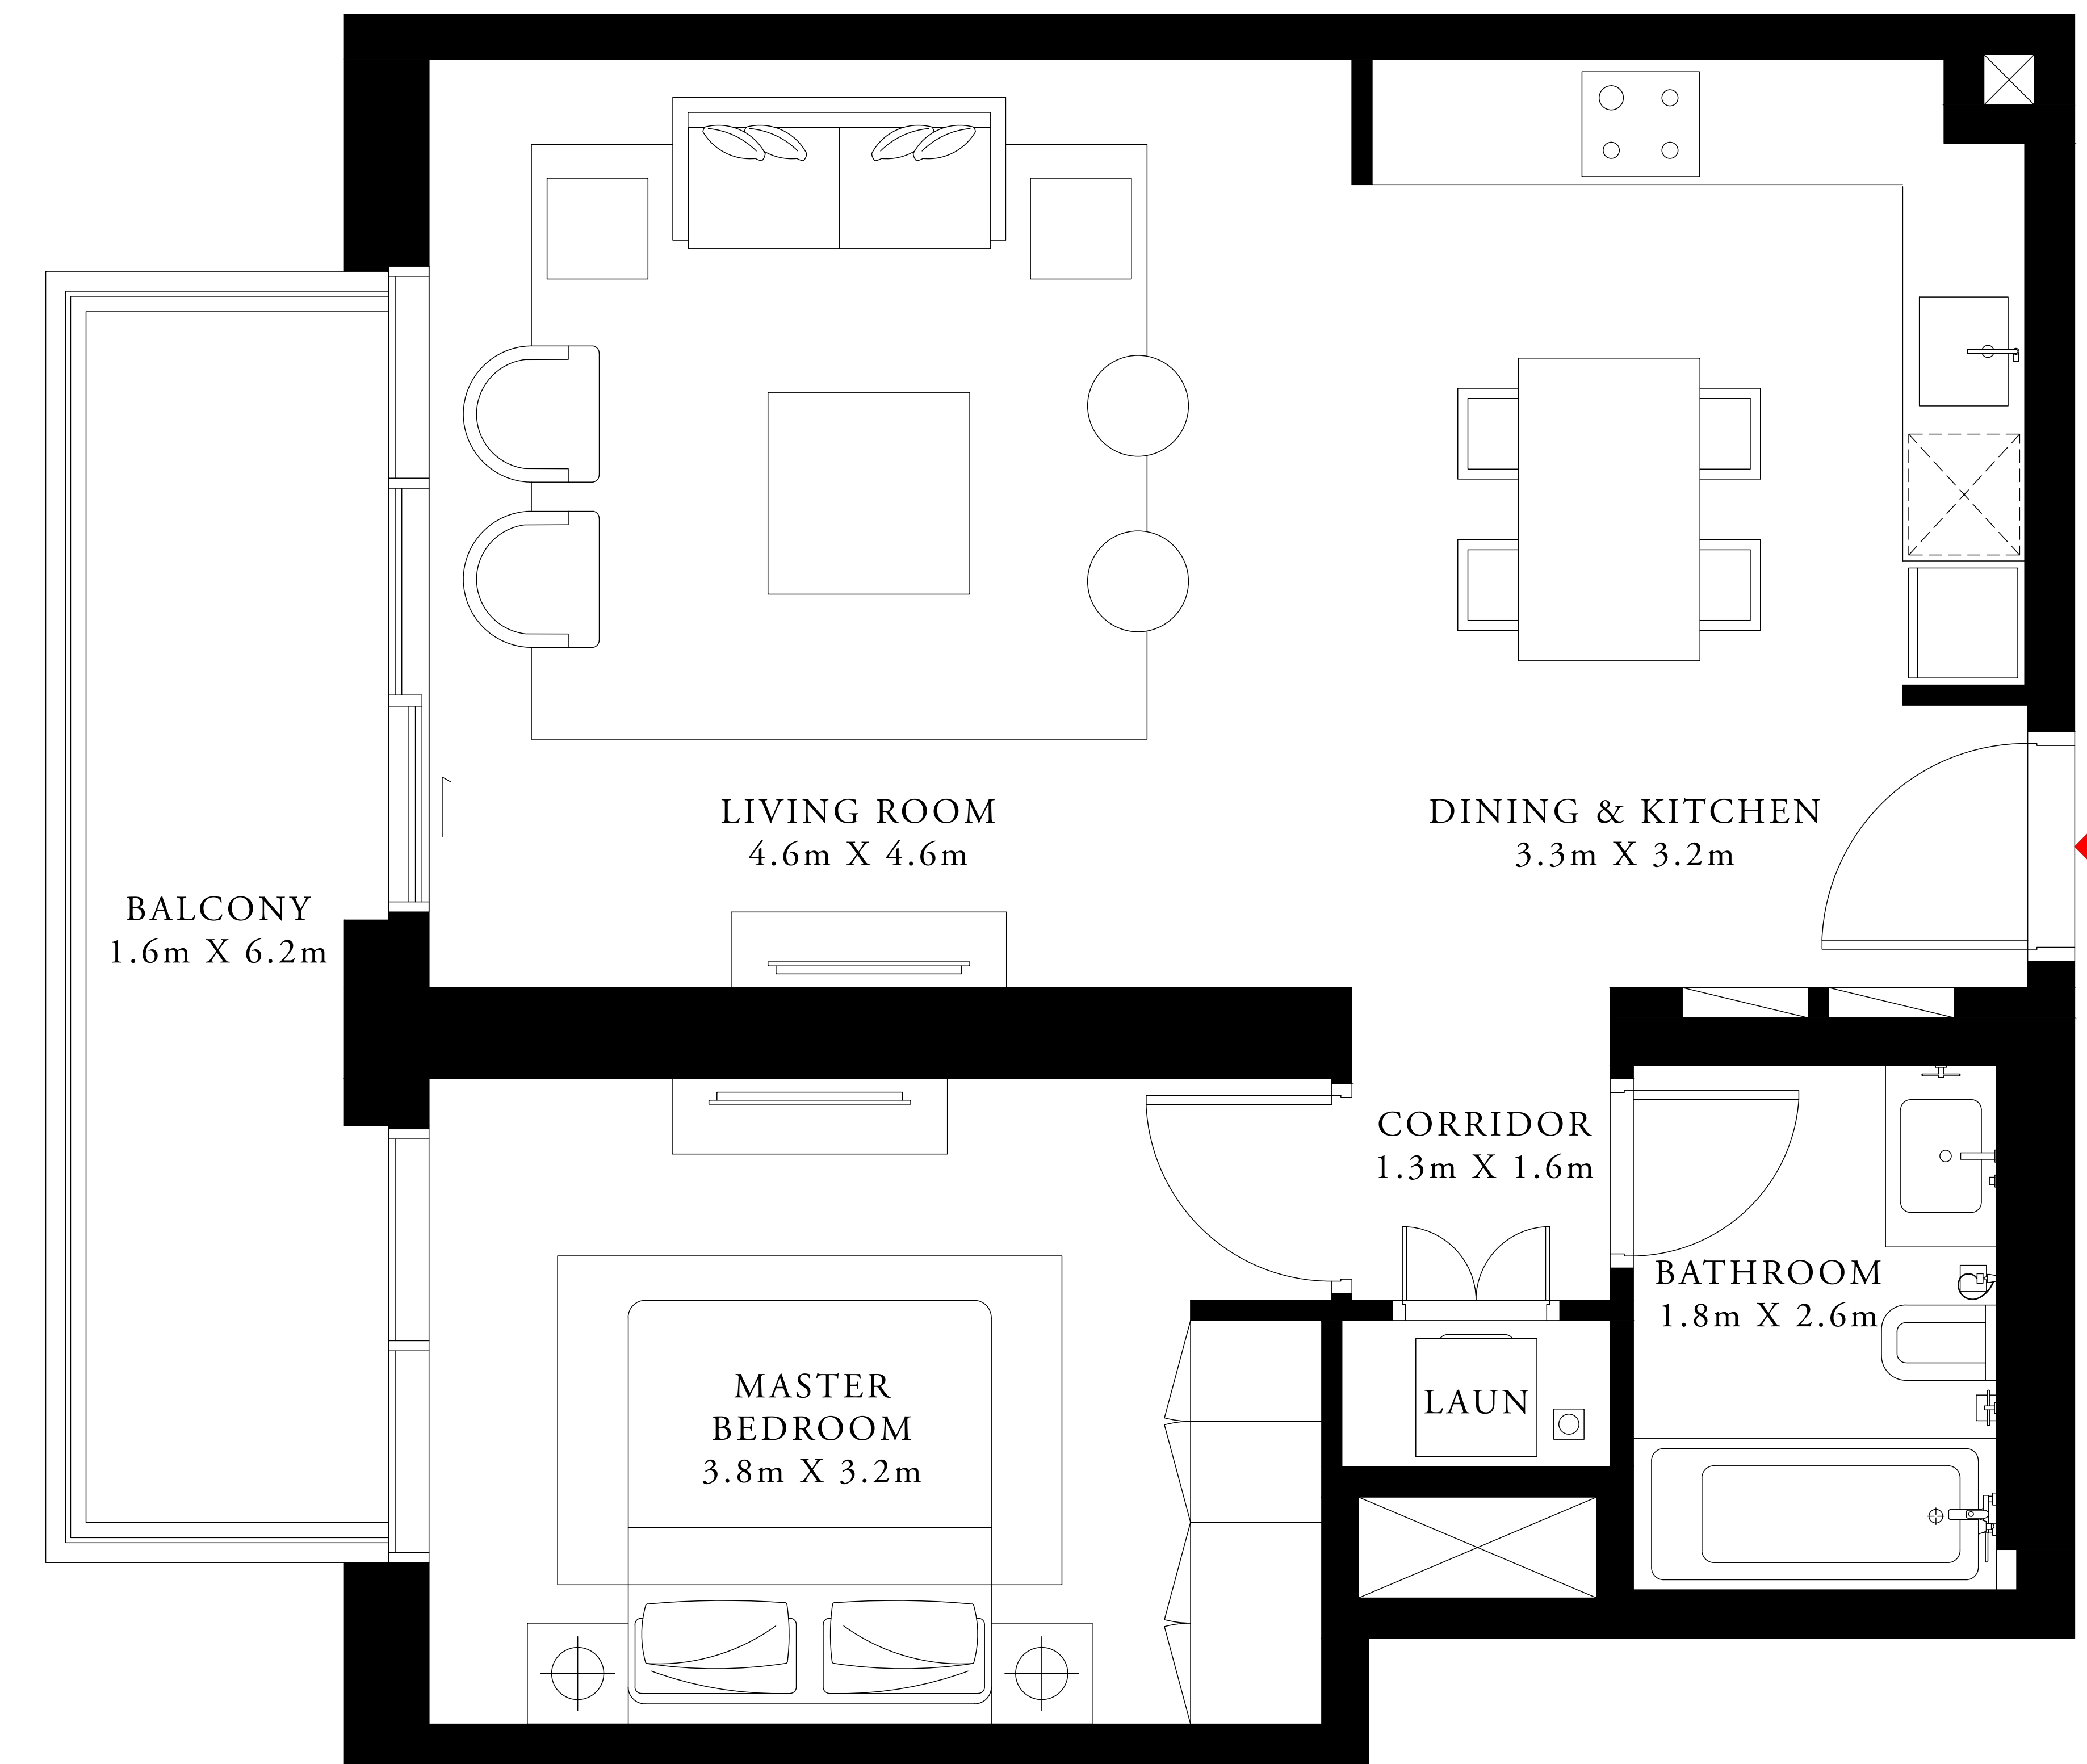 LIVING ROOM
4.6m X 4.6m
DINING & KITCHEN
3.3m X 3.2m
BALCONY
1.6m X 6.2m
CORRIDOR
1.3m X 1.6m
BATHROOM
1.8m X 2.6m
MASTER
BEDROOM
3.8m X 3.2m
LAUN